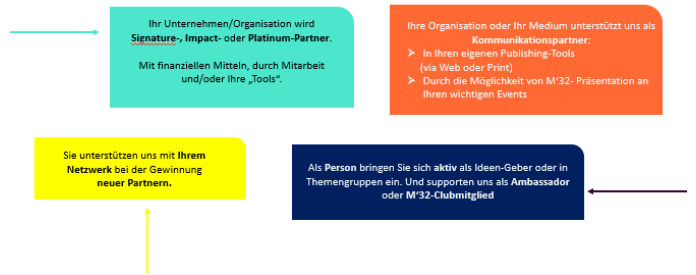 Ihr Unternehmen/Organisation wird
Signature-, Impact- oder Platinum-Partner.
Mit finanziellen Mitteln, durch Mitarbeit
und/oder Ihre „Tools“.
Ihre Organisation oder Ihr Medium unterstützt uns als
Kommunikationspartner:
➢ In Ihren eigenen Publishing-Tools
(via Web oder Print)
➢ Durch die Möglichkeit von M‘32- Präsentation an
Ihren wichtigen Events
Sie unterstützen uns mit Ihrem
Netzwerk bei der Gewinnung
neuer Partnern.
Als Person bringen Sie sich aktiv als Ideen-Geber oder in
Themengruppen ein. Und supporten uns als Ambassador
oder M‘32-Clubmitglied